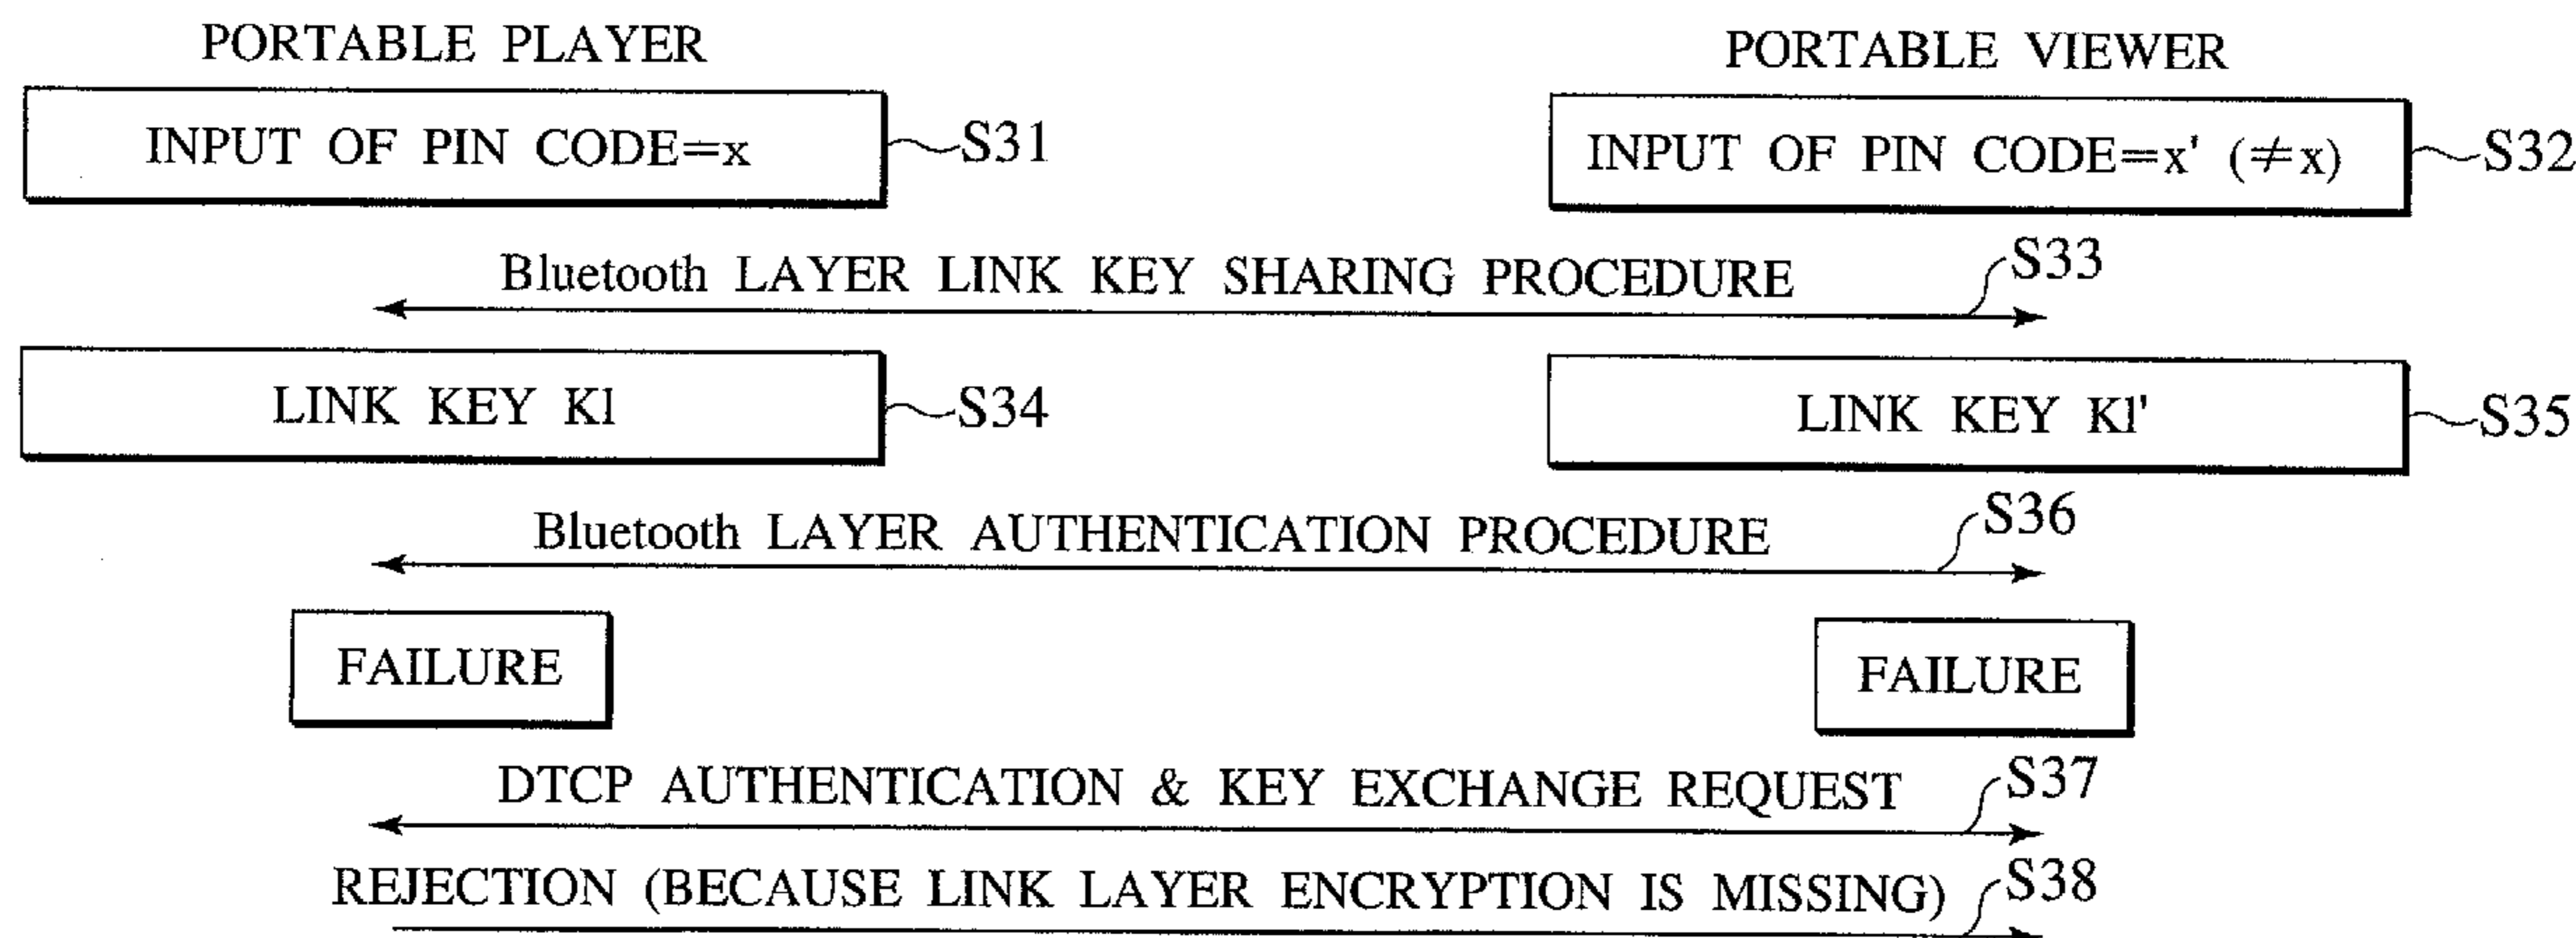 PORTABLE PLAYER
PORTABLE VIEWER
INPUT OF PIN CODE=x
S31
INPUT OF PIN CODE=x' (≠x)
S32
Bluetooth LAYER LINK KEY SHARING PROCEDURE
S33
LINK KEY Kl
S34
LINK KEY Kl'
S35
Bluetooth LAYER AUTHENTICATION PROCEDURE
S36
FAILURE
FAILURE
DTCP AUTHENTICATION & KEY EXCHANGE REQUEST
S37
REJECTION (BECAUSE LINK LAYER ENCRYPTION IS MISSING)
S38